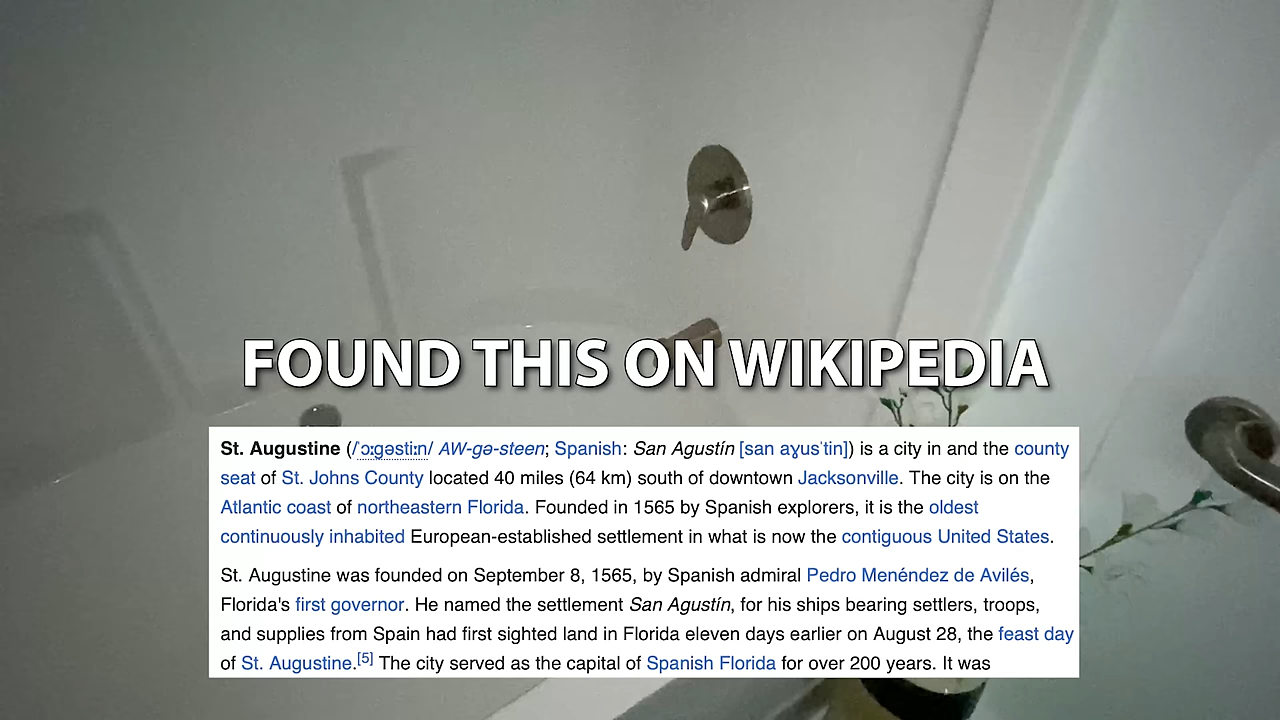 FOUND THIS ON WIKIPEDIA
St. Augustine (/ˈɔːɡəstiːn/ AW-gə-steen; Spanish: San Agustín [san aɣusˈtin]) is a city in and the county
seat of St. Johns County located 40 miles (64 km) south of downtown Jacksonville. The city is on the
Atlantic coast of northeastern Florida. Founded in 1565 by Spanish explorers, it is the oldest
continuously inhabited European-established settlement in what is now the contiguous United States.
St. Augustine was founded on September 8, 1565, by Spanish admiral Pedro Menéndez de Avilés,
Florida's first governor. He named the settlement San Agustín, for his ships bearing settlers, troops,
and supplies from Spain had first sighted land in Florida eleven days earlier on August 28, the feast day
of St. Augustine.[5] The city served as the capital of Spanish Florida for over 200 years. It was